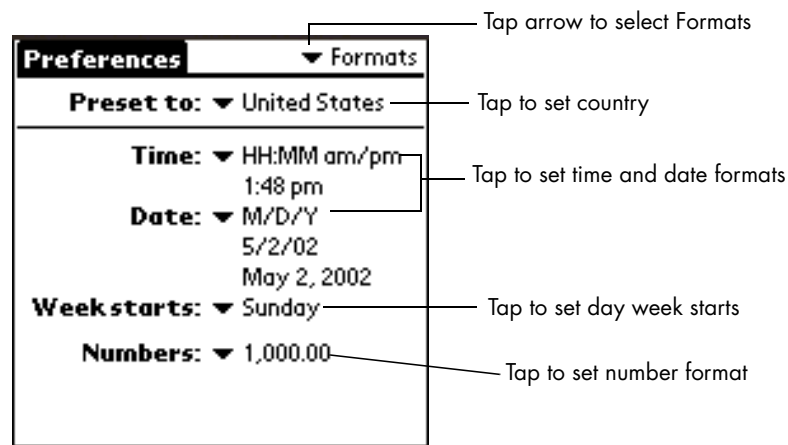 Tap arrow to select Formats
Preferences Formats
Preset to: United States Tap to set country
Time: HH:MM am/pm
Tap to set time and date formats
1:48 pm
Date: M/D/Y
5/2/02
May 2, 2002
Week starts: Sunday Tap to set day week starts
Numbers: 1,000.00
Tap to set number format